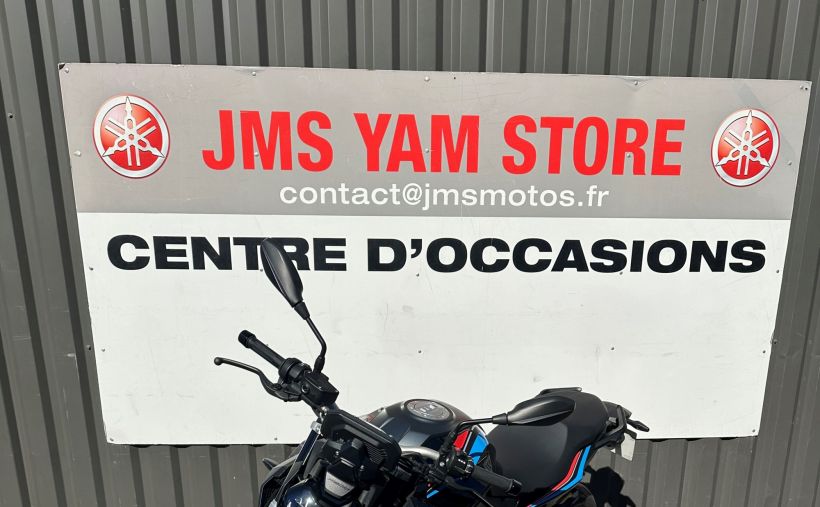 JMS YAM STORE
contact@jmsmotos.fr
CENTRE D'OCCASIONS